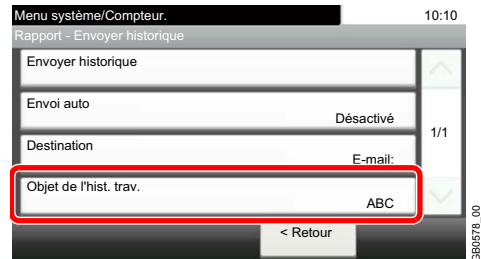 Menu système/Compteur.
10:10
Rapport - Envoyer historique
Envoyer historique
Envoi auto
Désactivé
1/1
Destination
E-mail:
Objet de l'hist. trav.
ABC
< Retour
GB0578_00